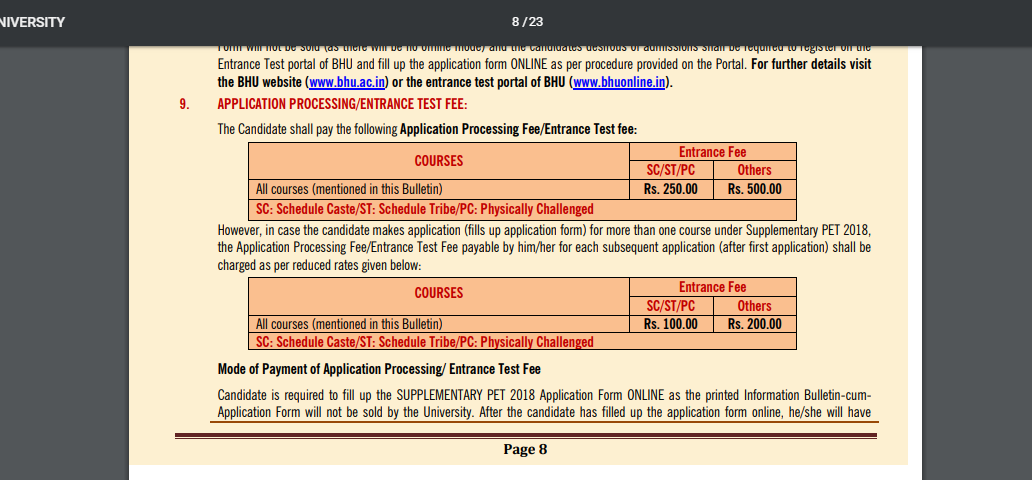 NIVERSITY
8 / 23
Form will not be sold (as there will be no offline mode) and the candidates desirous of admissions shall be required to register on the
Entrance Test portal of BHU and fill up the application form ONLINE as per procedure provided on the Portal. For further details visit
the BHU website (www.bhu.ac.in) or the entrance test portal of BHU (www.bhuonline.in).
9. APPLICATION PROCESSING/ENTRANCE TEST FEE:
The Candidate shall pay the following Application Processing Fee/Entrance Test fee:
COURSES
Entrance Fee
SC/ST/PC Others
All courses (mentioned in this Bulletin) Rs. 250.00 Rs. 500.00
SC: Schedule Caste/ST: Schedule Tribe/PC: Physically Challenged
However, in case the candidate makes application (fills up application form) for more than one course under Supplementary PET 2018,
the Application Processing Fee/Entrance Test Fee payable by him/her for each subsequent application (after first application) shall be
charged as per reduced rates given below:
COURSES
Entrance Fee
SC/ST/PC Others
All courses (mentioned in this Bulletin) Rs. 100.00 Rs. 200.00
SC: Schedule Caste/ST: Schedule Tribe/PC: Physically Challenged
Mode of Payment of Application Processing/ Entrance Test Fee
Candidate is required to fill up the SUPPLEMENTARY PET 2018 Application Form ONLINE as the printed Information Bulletin-cum-
Application Form will not be sold by the University. After the candidate has filled up the application form online, he/she will have
Page 8